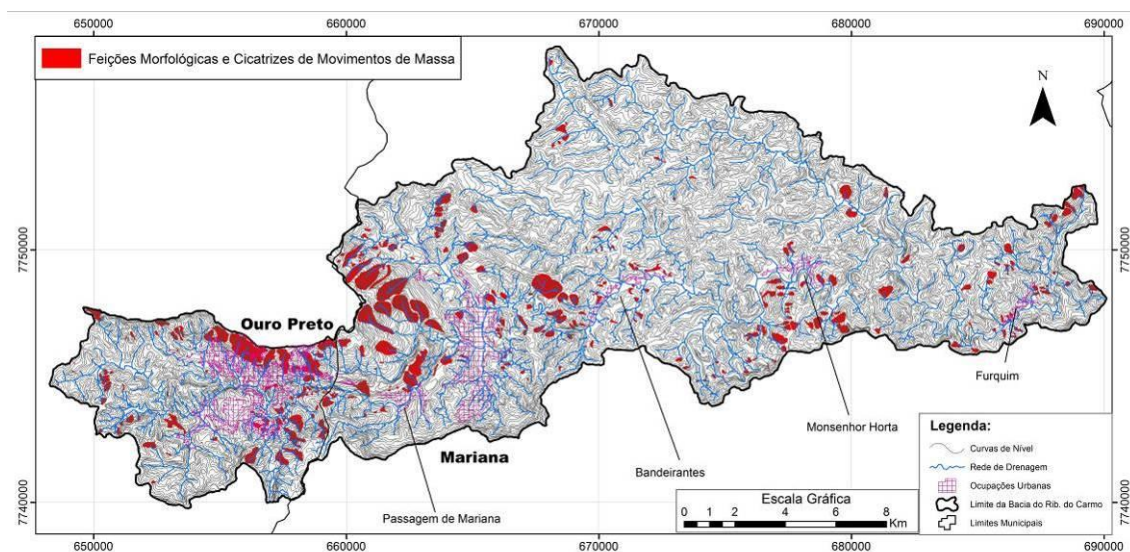 650000 660000 670000 680000 690000
Feições Morfológicas e Cicatrizes de Movimentos de Massa
N
7750000
7750000
Ouro Preto
Furquim
Monsenhor Horta
Mariana
Bandeirantes
Passagem de Mariana
Legenda:
Curvas de Nível
Rede de Drenagem
Ocupações Urbanas
Limite da Bacia do Rib. do Carmo
Limites Municipais
Escala Gráfica
0 1 2 4 6 8
Km
7740000
7740000
650000 660000 670000 680000 690000